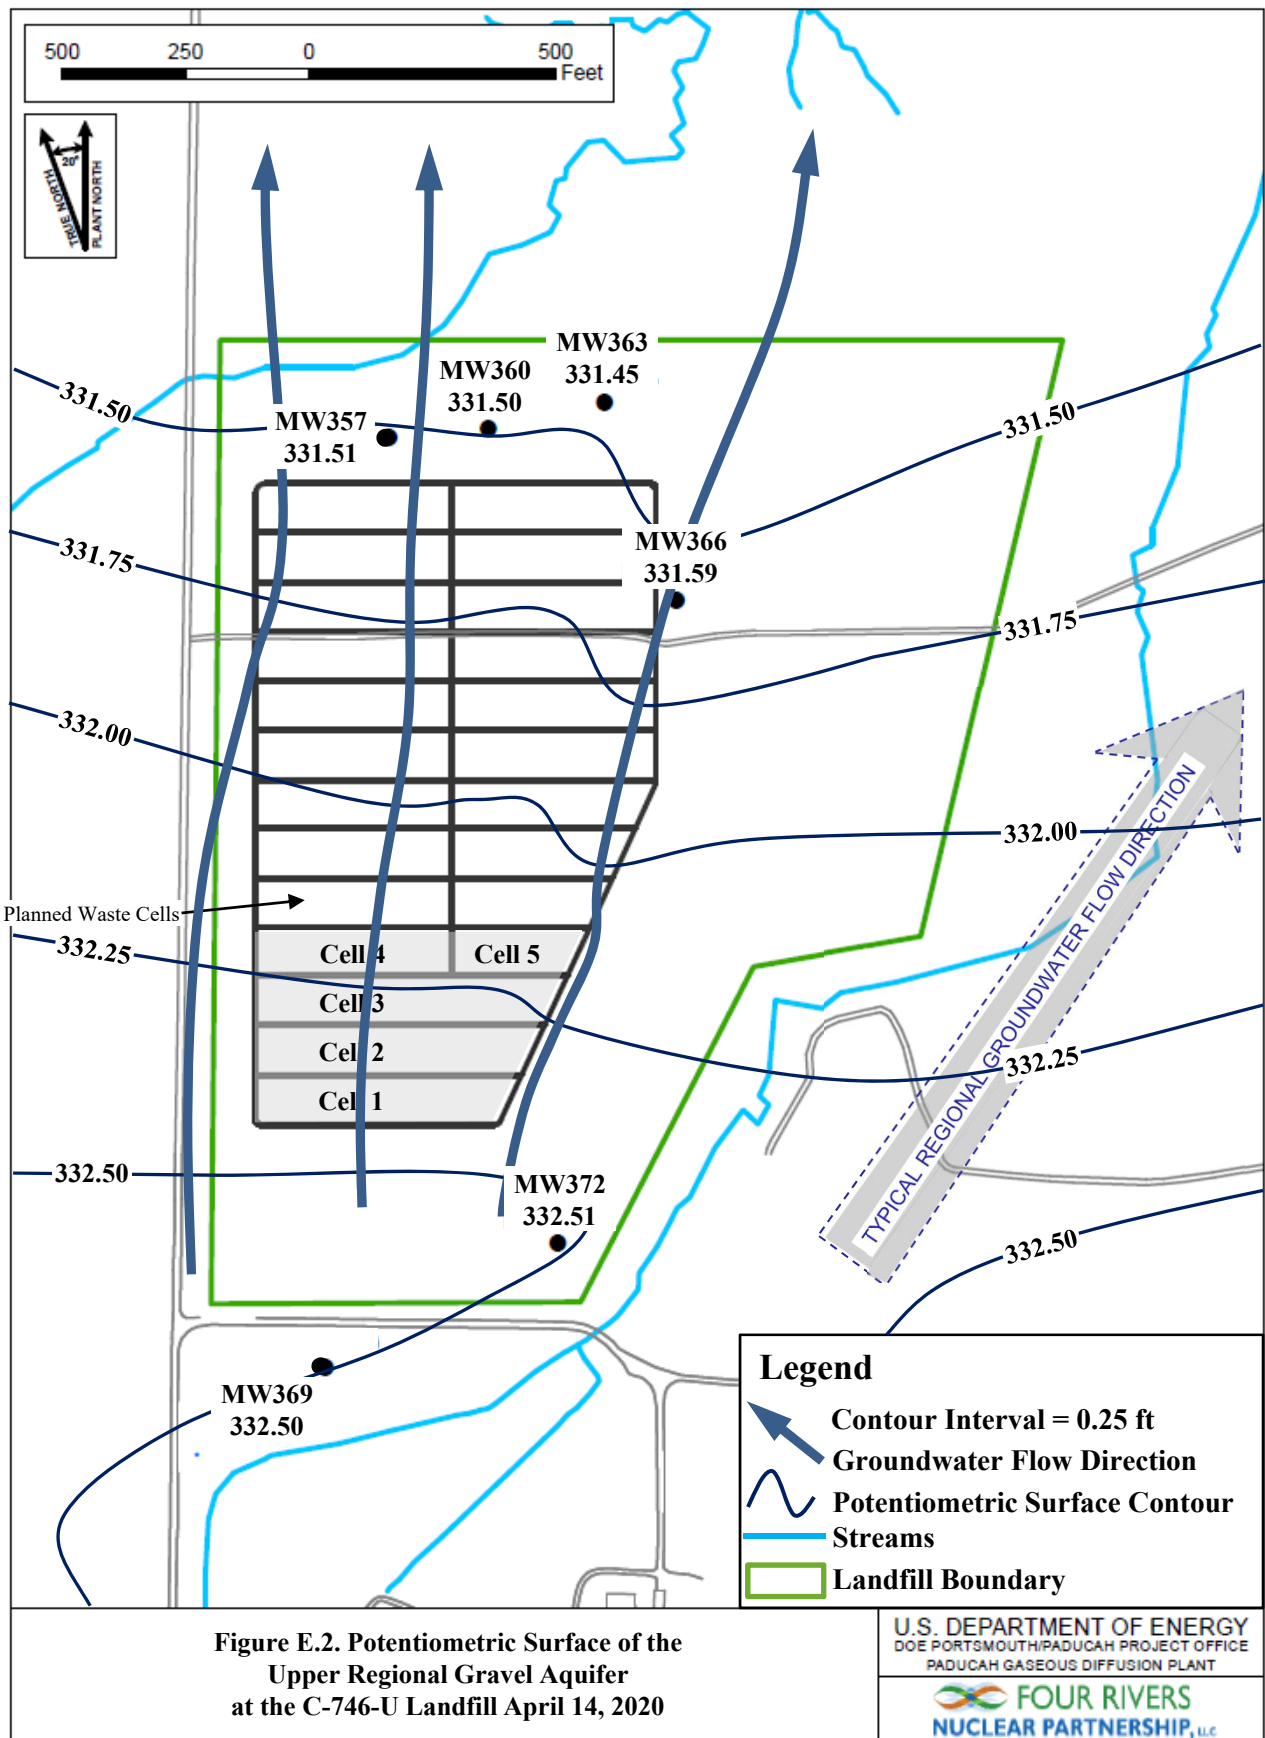 500 250 0 500
Feet
20°
TRUE NORTH
PLANT NORTH
MW363
331.45
MW360
331.50
331.50
MW357
331.51
331.50
MW366
331.59
331.75
331.75
332.00
332.00
TYPICAL REGIONAL GROUNDWATER FLOW DIRECTION
Planned Waste Cells
332.25
Cell 4
Cell 5
Cell 3
Cell 2
332.25
Cell 1
332.50
MW372
332.51
332.50
MW369
332.50
Legend
Contour Interval = 0.25 ft
Groundwater Flow Direction
Potentiometric Surface Contour
Streams
Landfill Boundary
Figure E.2. Potentiometric Surface of the
Upper Regional Gravel Aquifer
at the C-746-U Landfill April 14, 2020
U.S. DEPARTMENT OF ENERGY
DOE PORTSMOUTH/PADUCAH PROJECT OFFICE
PADUCAH GASEOUS DIFFUSION PLANT
FOUR RIVERS
NUCLEAR PARTNERSHIP, LLC